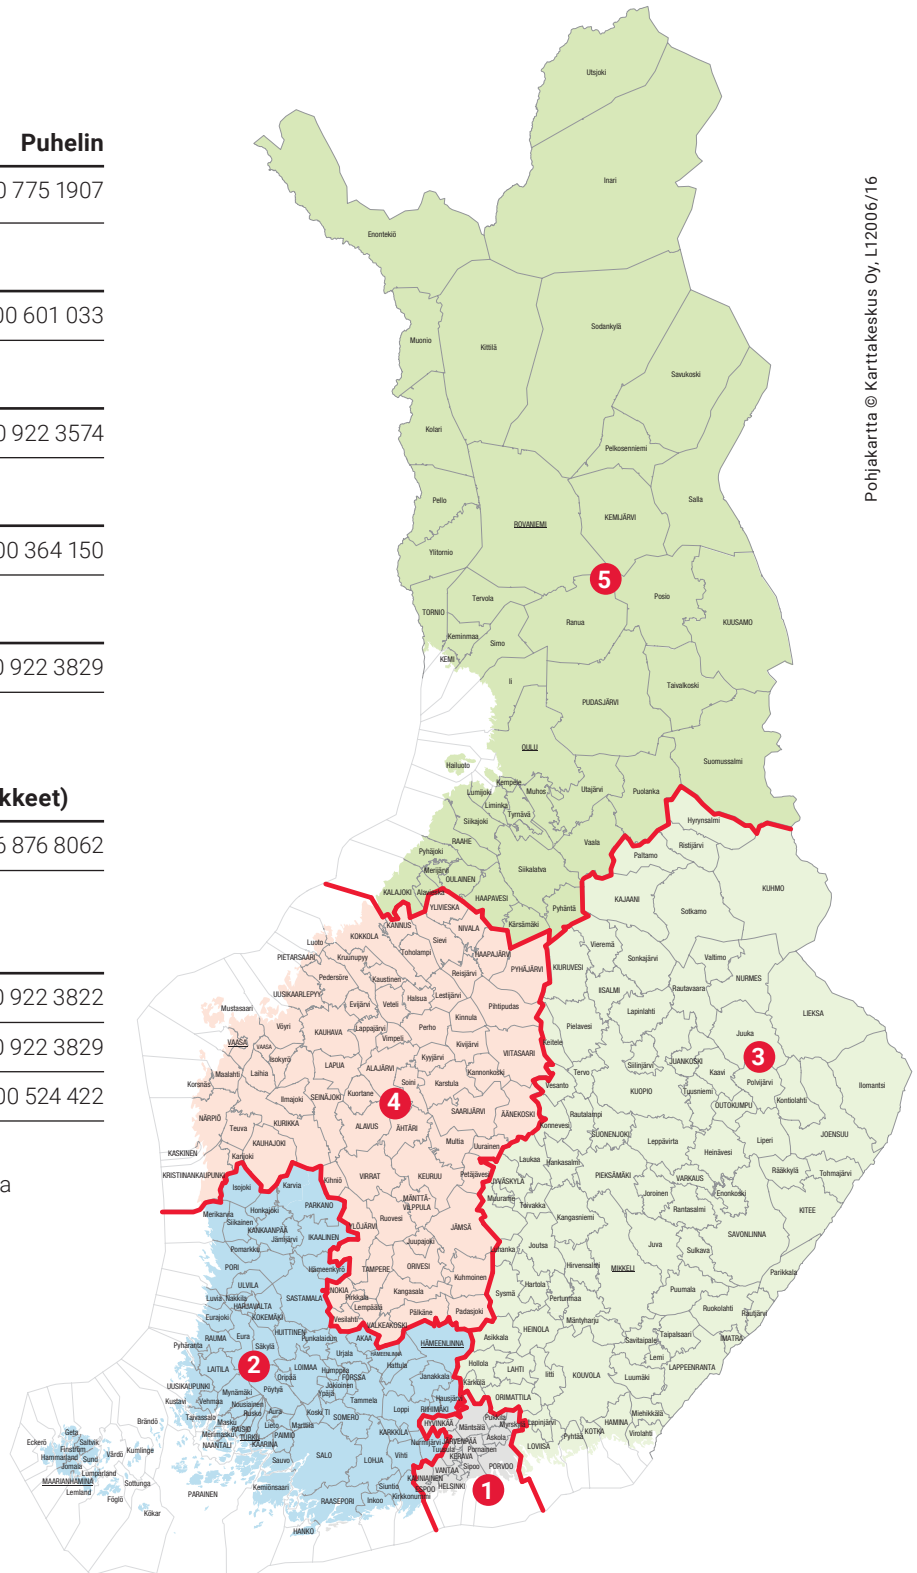 Puhelin
0 775 1907
00 601 033
0 922 3574
00 364 150
0 922 3829
kkeet)
6 876 8062
0 922 3822
0 922 3829
00 524 422
a
Pohjakartta © Karttakeskus Oy, L12006/16
Utsjoki
Inari
Enontekiö
Muonio
Kittilä
Sodankylä
Savukoski
Kolari
Pelkosenniemi
Pello
ROVANIEMI
KEMIJÄRVI
Salla
Ylitornio
5
TORNIO
Tervola
Ranua
Posio
KUUSAMO
Keminmaa
Simo
KEMI
Ii
Taivalkoski
PUDASJÄRVI
OULU
Suomussalmi
Hailuoto
Kempele
Lumijoki
Muhos
Utajärvi
Puolanka
Liminka
Tyrnävä
Siikajoki
Hyrynsalmi
RAAHE
Vaala
Ristijärvi
Pyhäjoki
Paltamo
Merijärvi
OULAINEN
Siikalatva
KUHMO
KALAJOKI
Alavieska
HAAPAVESI
KAJAANI
YLIVIESKA
Pyhäntä
Sotkamo
KANNUS
NIVALA
Kärsämäki
KOKKOLA
Sievi
Luoto
Vieremä
PIETARSAARI
Kruunupyy
Toholampi
HAAPAJÄRVI
Sonkajärvi
Valtimo
Reisjärvi
PYHÄJÄRVI
KIURUVESI
Pedersöre
Kaustinen
NURMES
UUSIKAARLEPYY
Halsua
Lestijärvi
IISALMI
Rautavaara
Evijärvi
Veteli
Pihtipudas
Lapinlahti
LIEKSA
Mustasaari
Kinnula
Vöyri
Lappajärvi
Perho
Pielavesi
Juuka
KAUHAVA
Vimpeli
VAASA
VAASA
Kivijärvi
Keitele
Isokyrö
Kyyjärvi
VIITASAARI
3
LAPUA
ALAJÄRVI
Siilinjärvi
JUANKOSKI
Maalahti
Laihia
Kannonkoski
Tervo
Kaavi
Korsnäs
Soini
Karstula
Vesanto
Polvijärvi
Ilomantsi
Ilmajoki
SEINÄJOKI
Kuortane
KUOPIO
Tuusniemi
Kontiolahti
4
SAARIJÄRVI
ÄÄNEKOSKI
Rautalampi
OUTOKUMPU
NÄRPIÖ
KURIKKA
ALAVUS
ÄHTÄRI
Konnevesi
SUONENJOKI
JOENSUU
Teuva
Multia
Leppävirta
Liperi
KAUHAJOKI
Uurainen
Heinävesi
KASKINEN
Karijoki
Laukaa
Hankasalmi
Rääkkylä
Tohmajärvi
KRISTIINANKAUPUNKI
Kihniö
VIRRAT
KEURUU
Petäjävesi
JYVÄSKYLÄ
PIEKSÄMÄKI
VARKAUS
Isojoki
Karvia
Joroinen
Enonkoski
MÄNTTÄ-
VILPPULA
Muurame
Toivakka
Rantasalmi
KITEE
Merikarvia
Honkajoki
PARKANO
Siikainen
Ruovesi
Kangasniemi
KANKAANPÄÄ
YLÖJÄRVI
JÄMSÄ
SAVONLINNA
Jämijärvi
IKAALINEN
Juupajoki
Luhanka
Joutsa
Juva
Pomarkku
Sulkava
PORI
Hämeenkyrö
TAMPERE
ORIVESI
Hirvensalmi
MIKKELI
Parikkala
ULVILA
Kuhmoinen
Hartola
Puumala
Luvia
Nakkila
SASTAMALA
NOKIA
Pirkkala
Kangasala
Sysmä
Pertunmaa
HARJAVALTA
Lempäälä
Ruokolahti
Rautjärvi
Eurajoki
KOKEMÄKI
Vesilahti
Pälkäne
Padasjoki
Mäntyharju
VALKEAKOSKI
HEINOLA
Taipalsaari
IMATRA
RAUMA
Eura
HUITTINEN
Punkalaidun
AKAA
HÄMEENLINNA
Asikkala
Savitaipale
Pyhäranta
Säkylä
Urjala
HÄMEENLINNA
Lemi
2
Hattula
Hollola
LAPPEENRANTA
LAITILA
LOIMAA
Humppila
LAHTI
Iitti
KOUVOLA
Luumäki
Oripää
FORSSA
Janakkala
UUSIKAUPUNKI
Mynämäki
Pöytyä
Jokioinen
Kärkölä
Ypäjä
Kustavi
Vehmaa
Nousiainen
Tammela
Hausjärvi
ORIMATTILA
Taivassalo
Rusko
Aura
Koski Tl
Loppi
RIIHIMÄKI
Miehikkälä
Masku
SOMERO
HYVINKÄÄ
Pukkila
Myrskylä
Lapinjärvi
HAMINA
Brändö
Merimasku
RAISIO
Lieto
Marttila
Mäntsälä
KOTKA
Virolahti
Geta
TURKU
PAIMIO
KARKKILA
Askola
Pyhtää
Eckerö
Saltvik
NAANTALI
KAARINA
Nurmijärvi
JÄRVENPÄÄ
LOVIISA
Finström
Kumlinge
Tuusula
Pornainen
Hammarland
Sund
Vårdö
Sauvo
SALO
LOHJA
Vihti
KERAVA
Jomala
VANTAA
Sipoo
PORVOO
Lumparland
KAUNIAINEN
MAARIANHAMINA
Sottunga
Kemiönsaari
Siuntio
ESPOO
HELSINKI
1
Lemland
Föglö
PARAINEN
Inkoo
Kirkkonummi
RAASEPORI
Kökar
HANKO